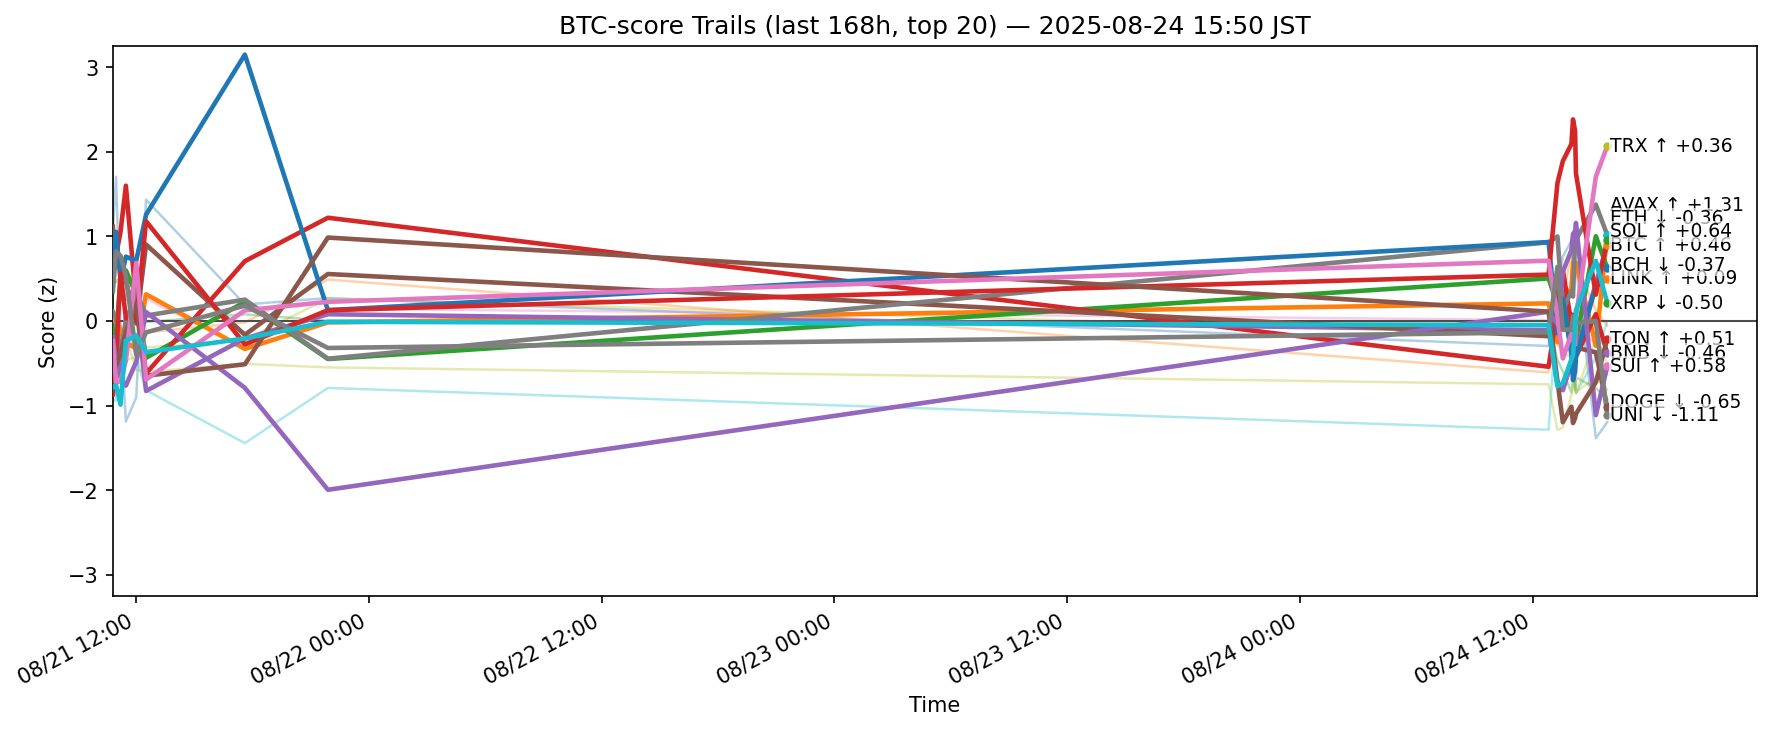 BTC-score Trails (last 168h, top 20) — 2025-08-24 15:50 JST
Score (z)
3
2
1
0
−1
−2
−3
TRX ↑ +0.36
AVAX ↑ +1.31
ETH ↓ -0.36
SOL ↑ +0.64
BTC ↑ +0.46
BCH ↓ -0.37
LINK ↑ +0.09
XRP ↓ -0.50
TON ↑ +0.51
BNB ↓ -0.46
SUI ↑ +0.58
DOGE ↓ -0.65
UNI ↓ -1.11
08/21 12:00
08/22 00:00
08/22 12:00
08/23 00:00
08/23 12:00
08/24 00:00
08/24 12:00
Time